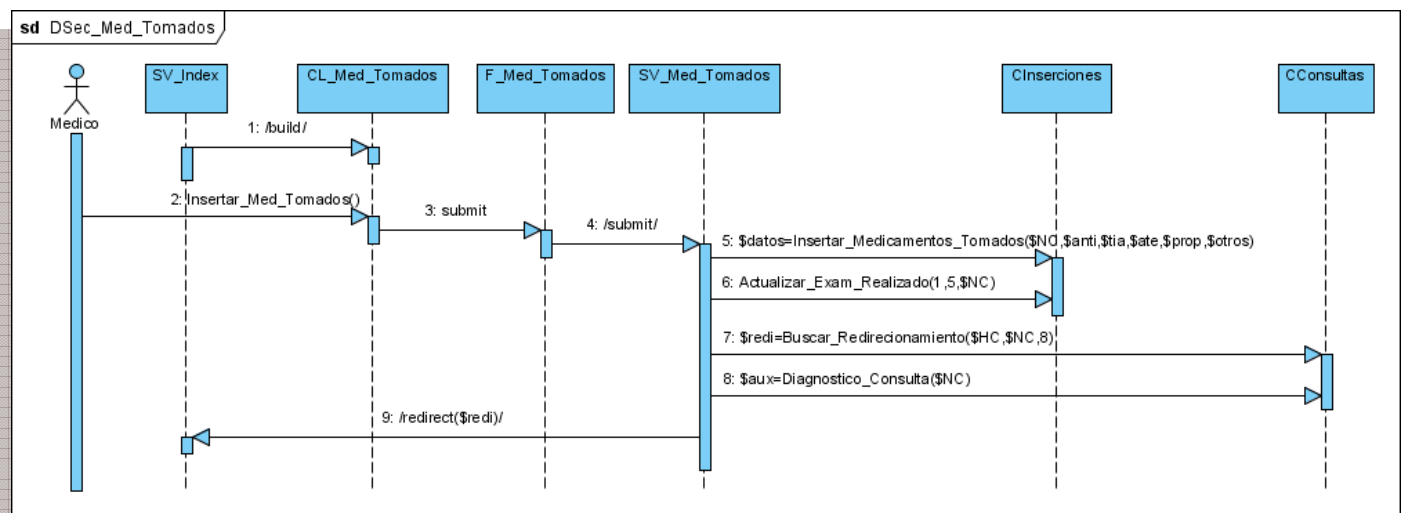 sd DSec_Med_Tomados
Medico
SV_Index
CL_Med_Tomados
F_Med_Tomados
SV_Med_Tomados
CInserciones
CConsultas
1: /build/
2: Insertar_Med_Tomados()
3: submit
4: /submit/
5: $datos=Insertar_Medicamentos_Tomados($NC,$anti,$tia,$ate,$prop,$otros)
6: Actualizar_Exam_Realizado(1,5,$NC)
7: $redi=Buscar_Redirecionamiento($HC,$NC,8)
8: $aux=Diagnostico_Consulta($NC)
9: /redirect($redi)/